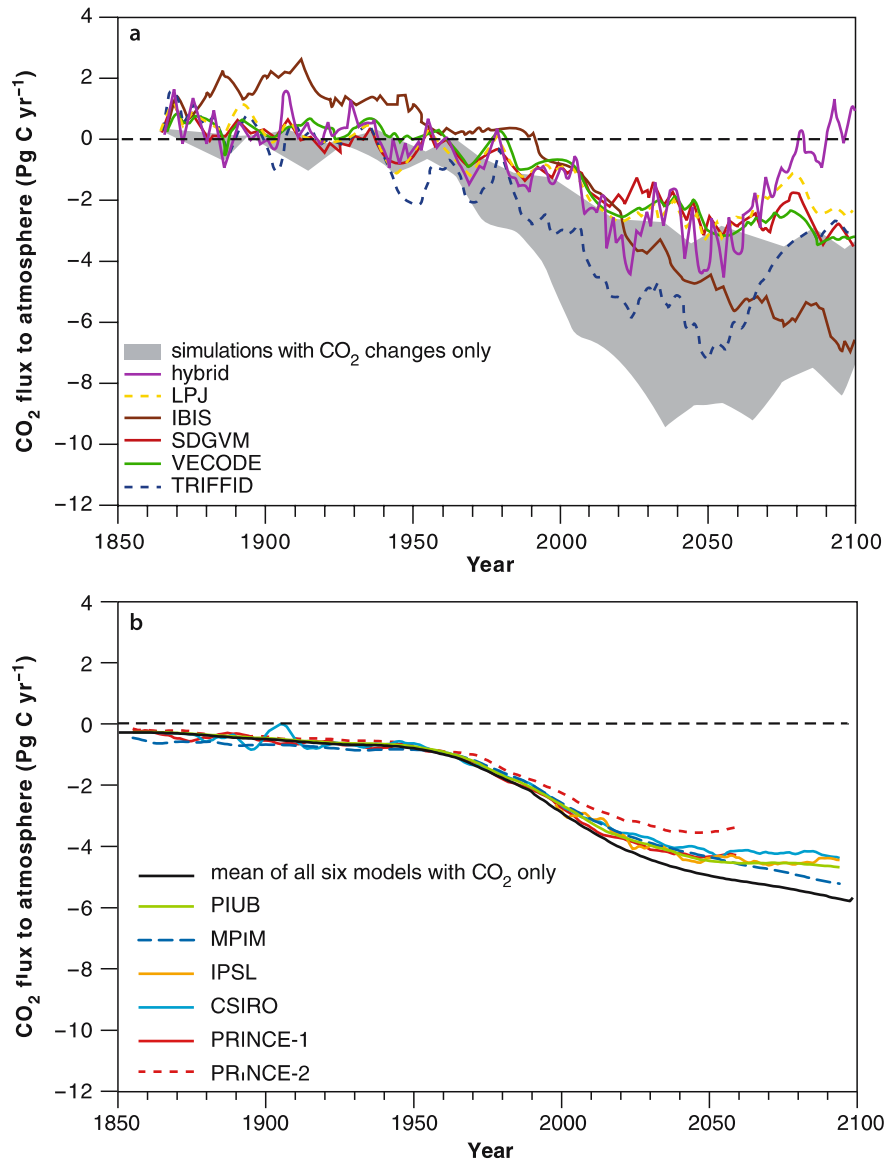 a
4
2
0
−2
−4
−6
−8
−10
−12
CO2 flux to atmosphere (Pg C yr−1)
simulations with CO2 changes only
hybrid
LPJ
IBIS
SDGVM
VECODE
TRIFFID
1850 1900 1950 2000 2050 2100
Year
b
4
2
0
−2
−4
−6
−8
−10
−12
CO2 flux to atmosphere (Pg C yr−1)
mean of all six models with CO2 only
PIUB
MPIM
IPSL
CSIRO
PRINCE-1
PRINCE-2
1850 1900 1950 2000 2050 2100
Year